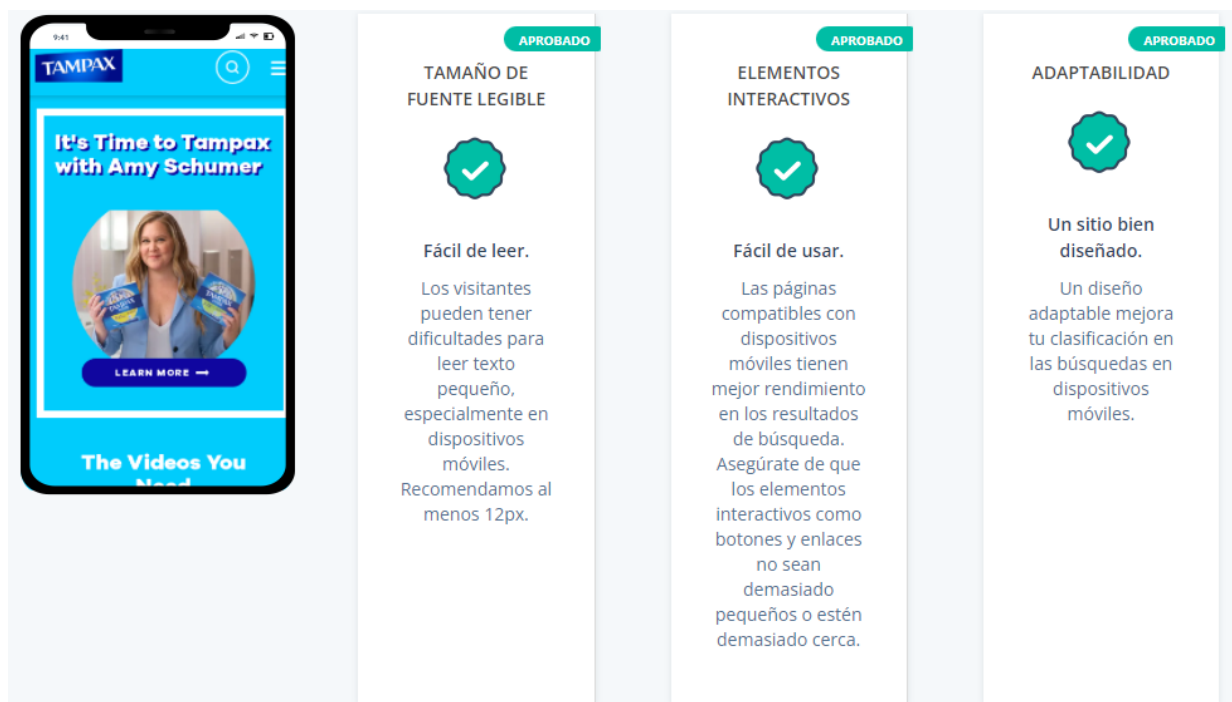 9:41
TAMPAX
It's Time to Tampax
with Amy Schumer
TAMPAX
TAMPAX
LEARN MORE
The Videos You
Need
APROBADO
TAMAÑO DE
FUENTE LEGIBLE
Fácil de leer.
Los visitantes
pueden tener
dificultades para
leer texto
pequeño,
especialmente en
dispositivos
móviles.
Recomendamos al
menos 12px.
APROBADO
ELEMENTOS
INTERACTIVOS
Fácil de usar.
Las páginas
compatibles con
dispositivos
móviles tienen
mejor rendimiento
en los resultados
de búsqueda.
Asegúrate de que
los elementos
interactivos como
botones y enlaces
no sean
demasiado
pequeños o estén
demasiado cerca.
APROBADO
ADAPTABILIDAD
Un sitio bien
diseñado.
Un diseño
adaptable mejora
tu clasificación en
las búsquedas en
dispositivos
móviles.